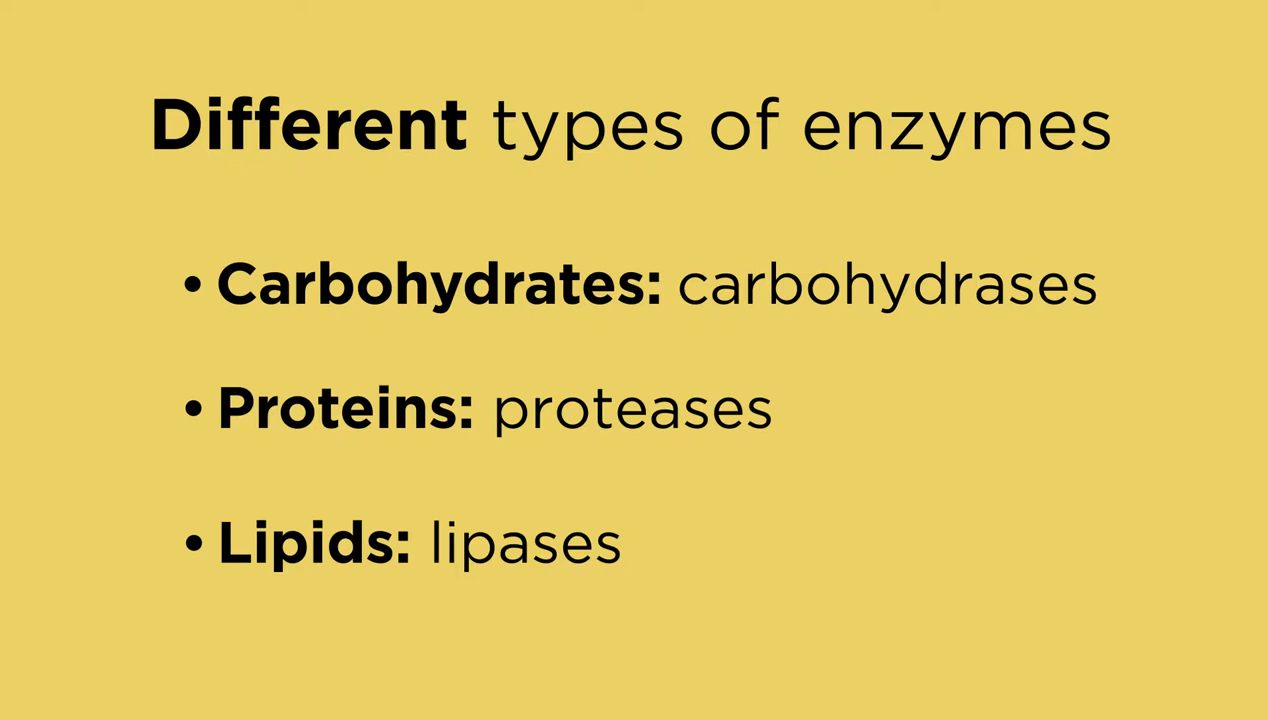 Different types of enzymes
• Carbohydrates: carbohydrases
• Proteins: proteases
• Lipids: lipases